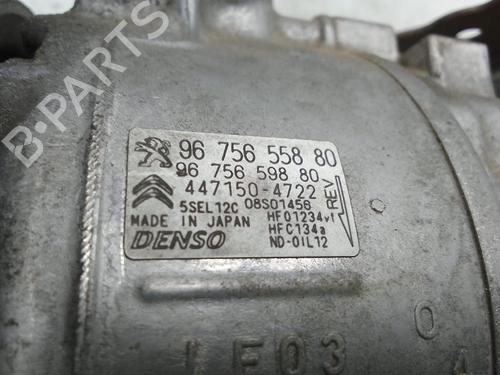 96 756 558 80
96 756 598 80
447150-4722
5SEL12C 08S01456
MADE IN JAPAN HF01234yf
DENSO HFC134a
ND-OIL12
REV
B-PARTS
1F03
0